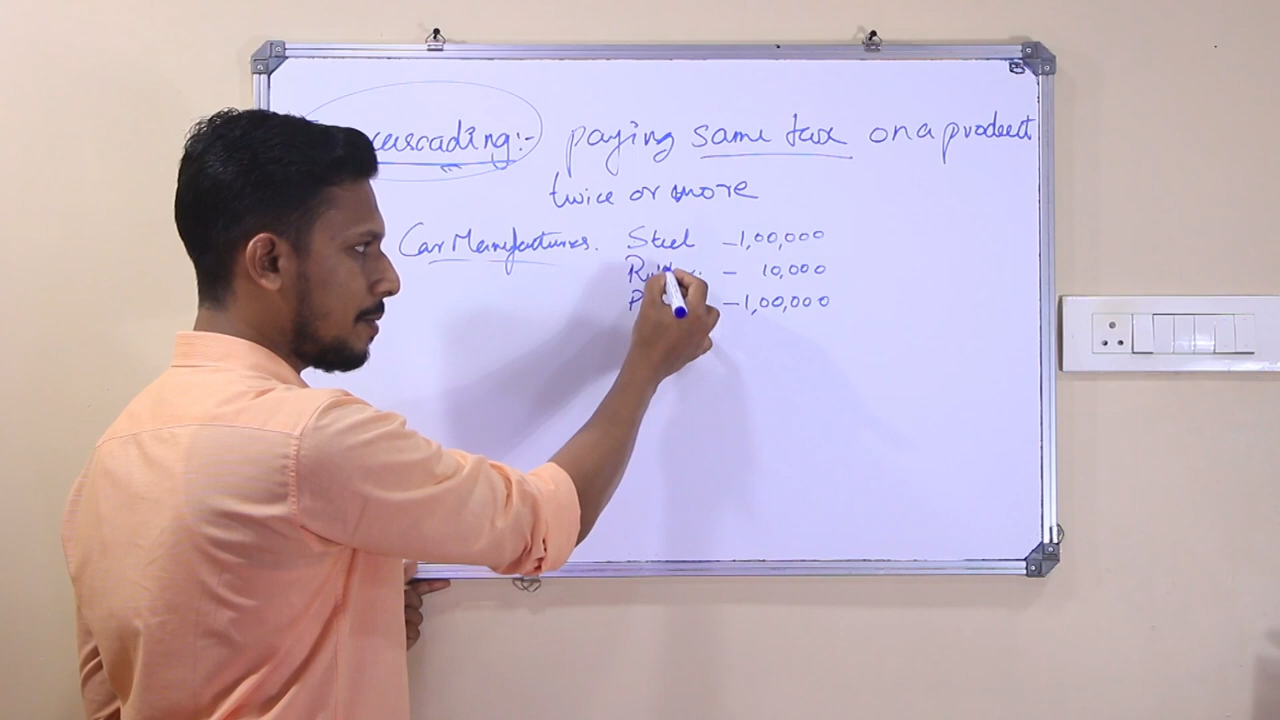 cascading:- paying same tax on a product
twice or more
Car Manufactures. Steel - 1,00,000
- 10,000
- 1,00,000